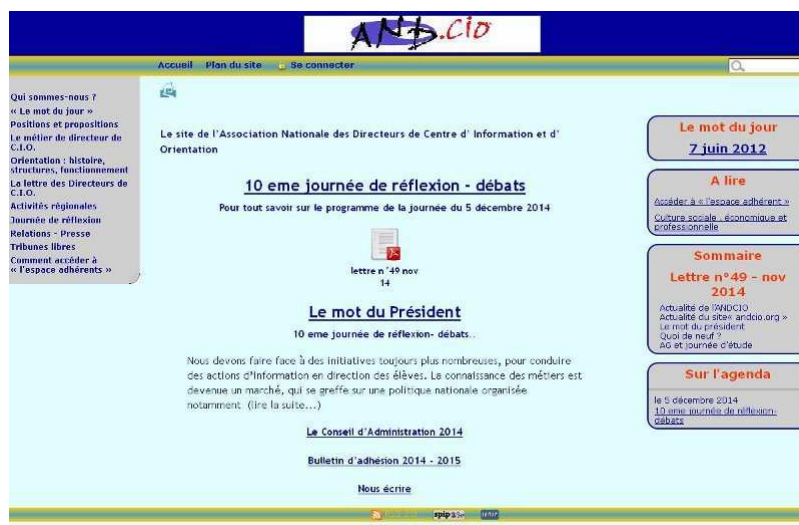 AND.cio
Accueil Plan du site Se connecter
Qui sommes-nous ?
« Le mot du jour »
Positions et propositions
Le métier de directeur de
C.I.O.
Orientation : histoire,
structures, fonctionnement
La lettre des Directeurs de
C.I.O.
Activités régionales
Journée de réflexion
Relations - Presse
Tribunes libres
Comment accéder à
« l'espace adhérents »
Le site de l'Association Nationale des Directeurs de Centre d' Information et d'
Orientation
10 eme journée de réflexion - débats
Pour tout savoir sur le programme de la journée du 5 décembre 2014
lettre n °49 nov
14
Le mot du Président
10 eme journée de réflexion- débats..
Nous devons faire face à des initiatives toujours plus nombreuses, pour conduire
des actions d'information en direction des élèves. La connaissance des métiers est
devenue un marché, qui se greffe sur une politique nationale organisée
notamment (lire la suite...)
Le Conseil d'Administration 2014
Bulletin d'adhésion 2014 - 2015
Nous écrire
Le mot du jour
7 juin 2012
A lire
Accéder à « l'espace adhérent »
Culture sociale , économique et
professionnelle
Sommaire
Lettre n°49 - nov
2014
Actualité de l'ANDCIO
Actualité du site« andcio.org »
Le mot du président
Quoi de neuf ?
AG et journée d'étude
Sur l'agenda
le 5 décembre 2014
10 eme journée de réflexion-
débats
spip